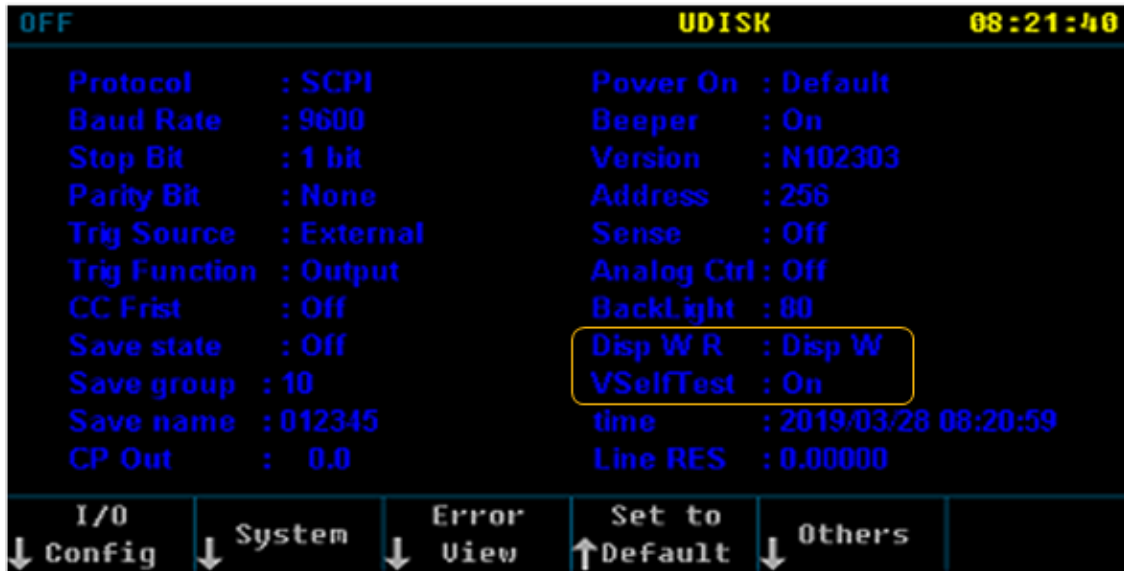 OFF UDISK 08:21:40
Protocol : SCPI Power On : Default
Baud Rate : 9600 Beeper : On
Stop Bit : 1 bit Version : N102303
Parity Bit : None Address : 256
Trig Source : External Sense : Off
Trig Function : Output Analog Ctrl : Off
CC Frist : Off BackLight : 80
Save state : Off Disp W R : Disp W
Save group : 10 VSelfTest : On
Save name : 012345 time : 2019/03/28 08:20:59
CP Out : 0.0 Line RES : 0.00000
I/O Error Set to
↓ Config ↓ System ↓ View ↑Default ↓ Others